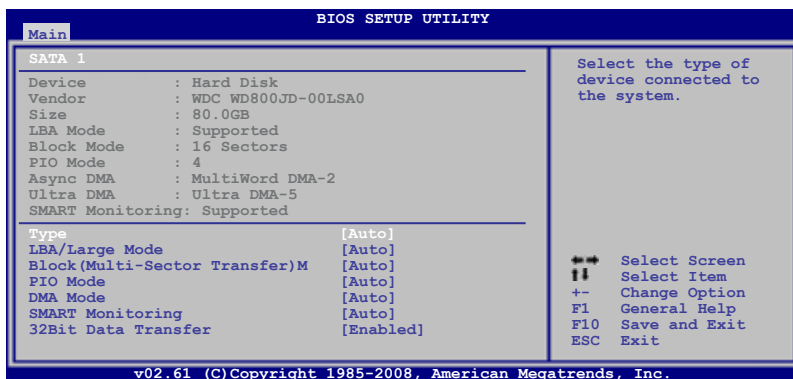 BIOS SETUP UTILITY
Main
SATA 1
Device : Hard Disk
Vendor : WDC WD800JD-00LSA0
Size : 80.0GB
LBA Mode : Supported
Block Mode : 16 Sectors
PIO Mode : 4
Async DMA : MultiWord DMA-2
Ultra DMA : Ultra DMA-5
SMART Monitoring: Supported
Type [Auto]
LBA/Large Mode [Auto]
Block(Multi-Sector Transfer)M [Auto]
PIO Mode [Auto]
DMA Mode [Auto]
SMART Monitoring [Auto]
32Bit Data Transfer [Enabled]
Select the type of
device connected to
the system.
←→ Select Screen
↑↓ Select Item
+- Change Option
F1 General Help
F10 Save and Exit
ESC Exit
v02.61 (C)Copyright 1985-2008, American Megatrends, Inc.